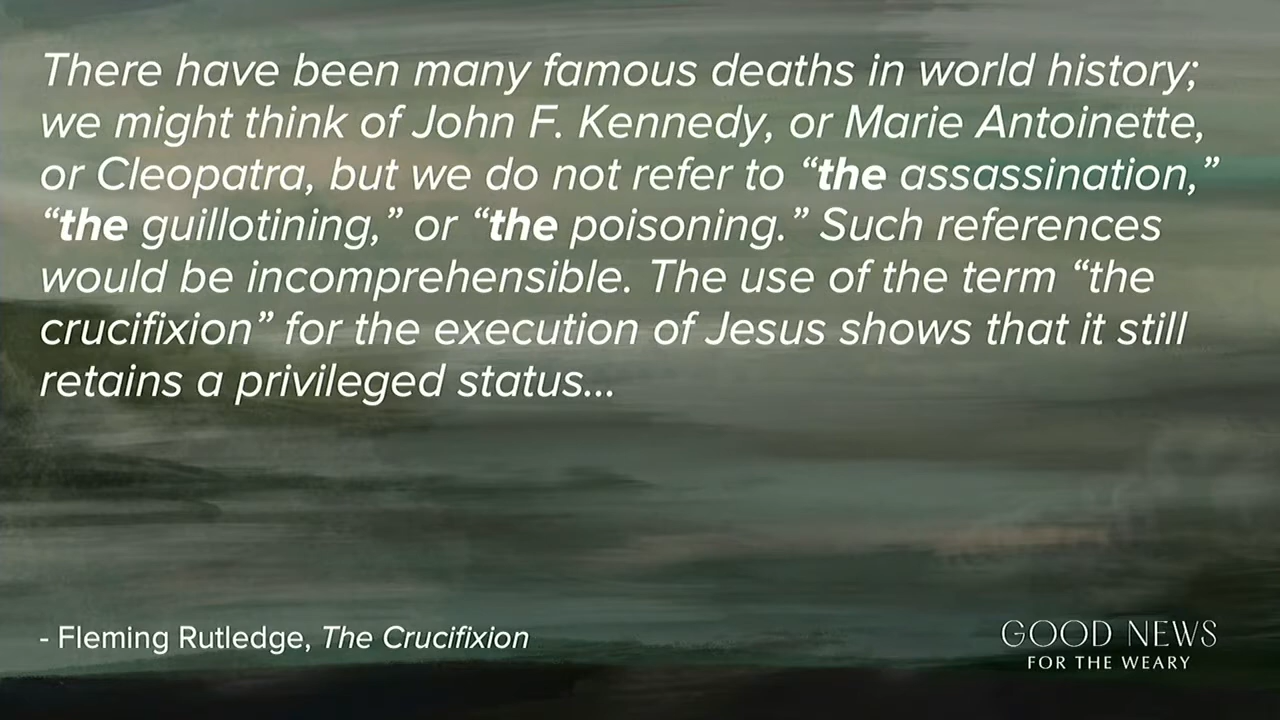 There have been many famous deaths in world history;
we might think of John F. Kennedy, or Marie Antoinette,
or Cleopatra, but we do not refer to “the assassination,”
“the guillotining,” or “the poisoning.” Such references
would be incomprehensible. The use of the term “the
crucifixion” for the execution of Jesus shows that it still
retains a privileged status...
- Fleming Rutledge, The Crucifixion
GOOD NEWS
FOR THE WEARY